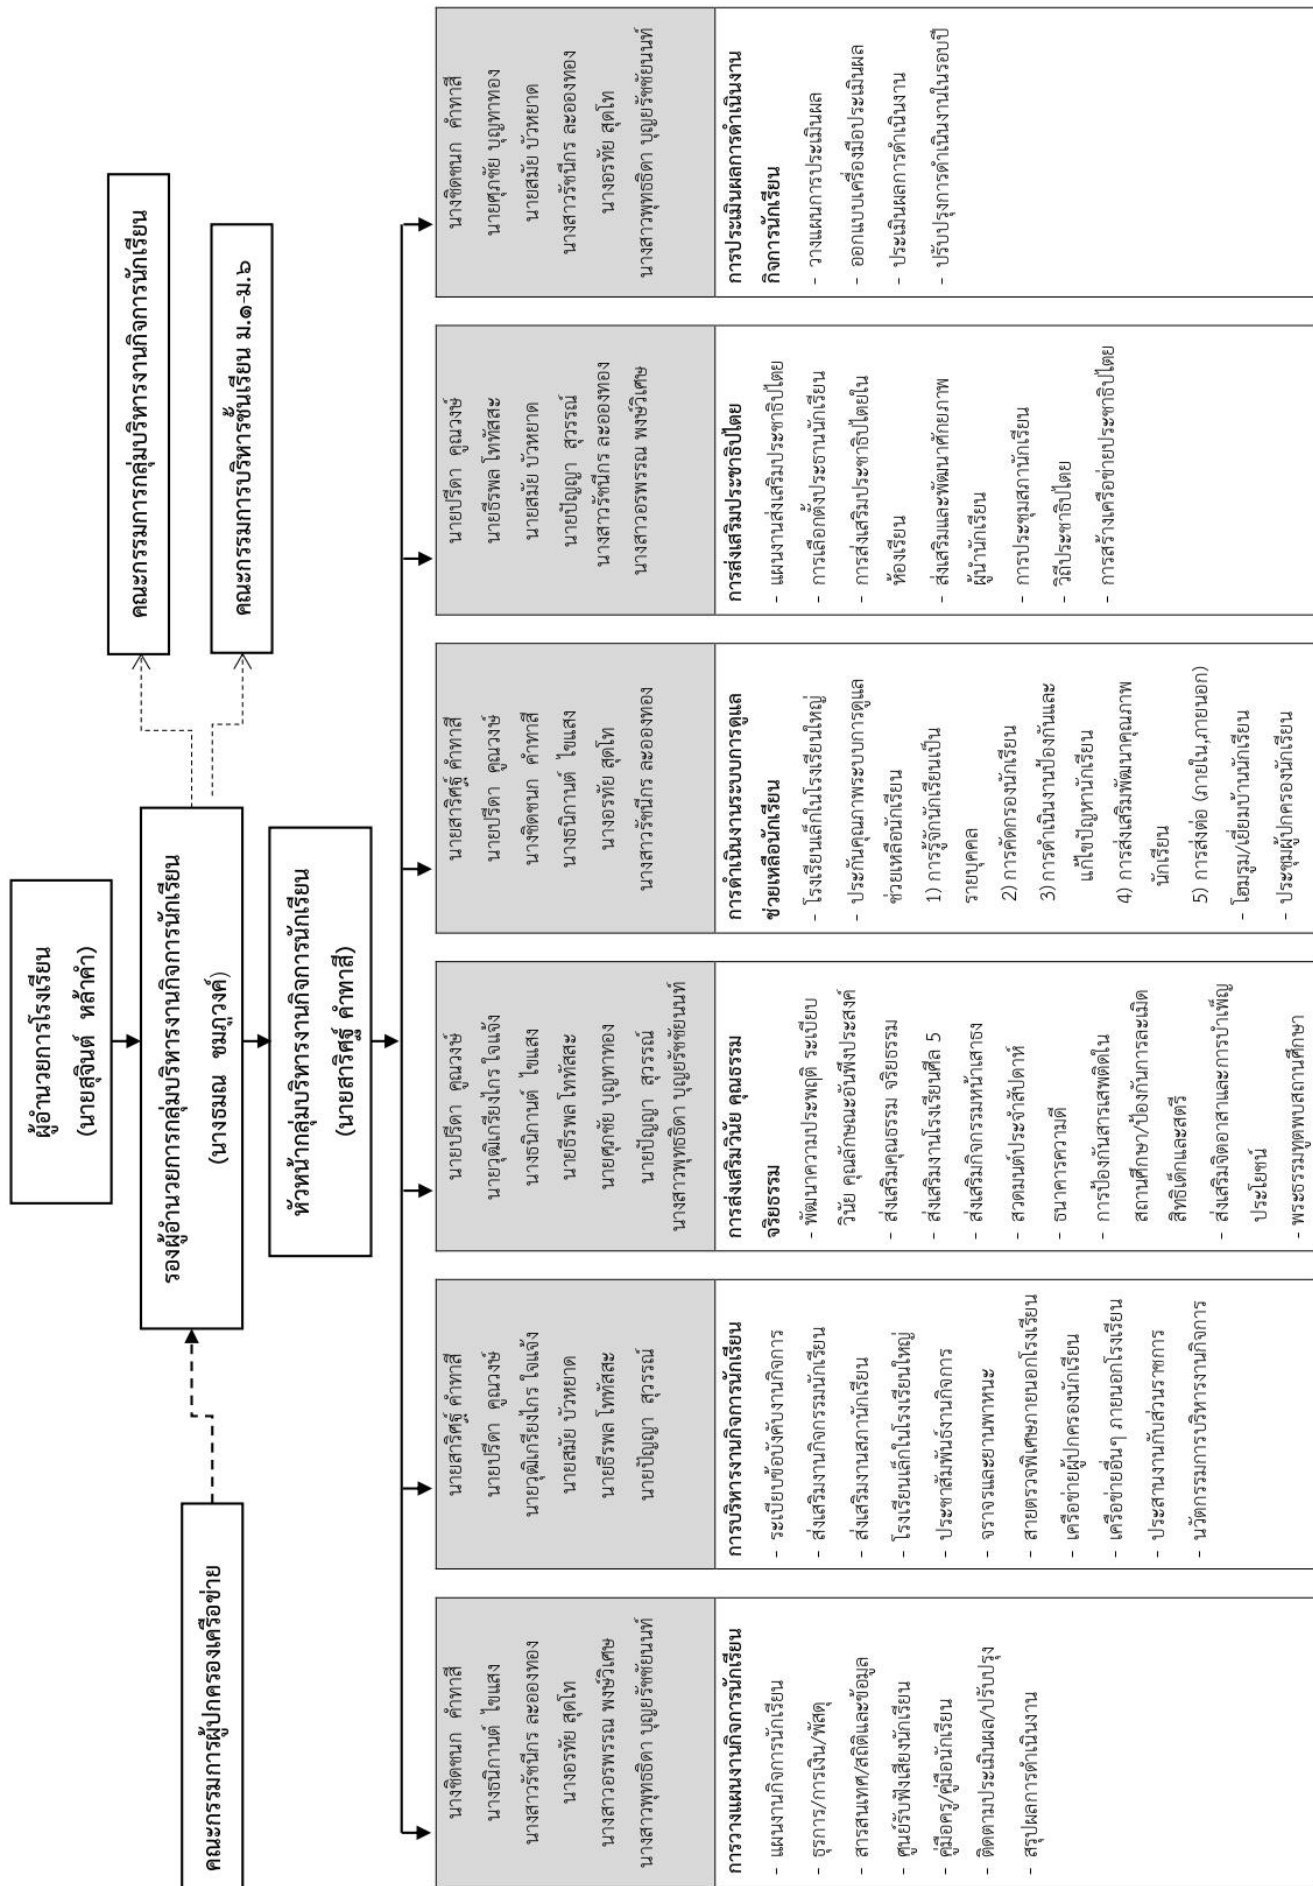 ผู้อำนวยการโรงเรียน
(นายสุจินต์ หล้าคำ)
คณะกรรมการกลุ่มบริหารงานกิจการนักเรียน
รองผู้อำนวยการกลุ่มบริหารงานกิจการนักเรียน
(นางธมณ ชมภูวงค์)
คณะกรรมการผู้ปกครองเครือข่าย
คณะกรรมการบริหารชั้นเรียน ม.๑-ม.๖
หัวหน้ากลุ่มบริหารงานกิจการนักเรียน
(นายสาริศฐ์ คำทาสี)
นางชิดชนก คำทาสี
นางธนิกานต์ ไขแสง
นางสาวรัชนีกร ละอองทอง
นางอรทัย สุดโท
นางสาวอรพรรณ พงษ์วิเศษ
นางสาวพุทธธิดา บุญยรัชชัยนนท์
การวางแผนงานกิจการนักเรียน
- แผนงานกิจการนักเรียน
- ธุรการ/การเงิน/พัสดุ
- สารสนเทศ/สถิติและข้อมูล
- ศูนย์รับฟังเสียงนักเรียน
- คู่มือครู/คู่มือนักเรียน
- ติดตามประเมินผล/ปรับปรุง
- สรุปผลการดำเนินงาน
นายสาริศฐ์ คำทาสี
นายปรีดา คูณวงษ์
นายวุฒิเกรียงไกร ใจแจ้ง
นายสมัย บัวหยาด
นายธีรพล โททัสสะ
นายปัญญา สุวรรณ์
การบริหารงานกิจการนักเรียน
- ระเบียบข้อบังคับงานกิจการ
- ส่งเสริมงานกิจกรรมนักเรียน
- ส่งเสริมงานสภานักเรียน
- โรงเรียนเล็กในโรงเรียนใหญ่
- ประชาสัมพันธ์งานกิจการ
- จราจรและยานพาหนะ
- สายตรวจพิเศษภายนอกโรงเรียน
- เครือข่ายผู้ปกครองนักเรียน
- เครือข่ายอื่นๆ ภายนอกโรงเรียน
- ประสานงานกับส่วนราชการ
- นวัตกรรมการบริหารงานกิจการ
นายปรีดา คูณวงษ์
นายวุฒิเกรียงไกร ใจแจ้ง
นางธนิกานต์ ไขแสง
นายธีรพล โททัสสะ
นายศุภชัย บุญทาทอง
นายปัญญา สุวรรณ์
นางสาวพุทธธิดา บุญยรัชชัยนนท์
การส่งเสริมวินัย คุณธรรม
จริยธรรม
- พัฒนาความประพฤติ ระเบียบ
วินัย คุณลักษณะอันพึงประสงค์
- ส่งเสริมคุณธรรม จริยธรรม
- ส่งเสริมงานโรงเรียนศีล 5
- ส่งเสริมกิจกรรมหน้าเสาธง
- สวดมนต์ประจำสัปดาห์
- ธนาคารความดี
- การป้องกันสารเสพติดใน
สถานศึกษา/ป้องกันการละเมิด
สิทธิเด็กและสตรี
- ส่งเสริมจิตอาสาและการบำเพ็ญ
ประโยชน์
- พระธรรมทูตพบสถานศึกษา
นายสาริศฐ์ คำทาสี
นายปรีดา คูณวงษ์
นางชิดชนก คำทาสี
นางธนิกานต์ ไขแสง
นางอรทัย สุดโท
นางสาวรัชนีกร ละอองทอง
การดำเนินงานระบบการดูแล
ช่วยเหลือนักเรียน
- โรงเรียนเล็กในโรงเรียนใหญ่
- ประกันคุณภาพระบบการดูแล
ช่วยเหลือนักเรียน
1) การรู้จักนักเรียนเป็น
รายบุคคล
2) การคัดกรองนักเรียน
3) การดำเนินงานป้องกันและ
แก้ไขปัญหานักเรียน
4) การส่งเสริมพัฒนาคุณภาพ
นักเรียน
5) การส่งต่อ (ภายใน,ภายนอก)
- โฮมรูม/เยี่ยมบ้านนักเรียน
- ประชุมผู้ปกครองนักเรียน
นายปรีดา คูณวงษ์
นายธีรพล โททัสสะ
นายสมัย บัวหยาด
นายปัญญา สุวรรณ์
นางสาวรัชนีกร ละอองทอง
นางสาวอรพรรณ พงษ์วิเศษ
การส่งเสริมประชาธิปไตย
- แผนงานส่งเสริมประชาธิปไตย
- การเลือกตั้งประธานนักเรียน
- การส่งเสริมประชาธิปไตยใน
ห้องเรียน
- ส่งเสริมและพัฒนาศักยภาพ
ผู้นำนักเรียน
- การประชุมสภานักเรียน
- วิถีประชาธิปไตย
- การสร้างเครือข่ายประชาธิปไตย
นางชิดชนก คำทาสี
นายศุภชัย บุญทาทอง
นายสมัย บัวหยาด
นางสาวรัชนีกร ละอองทอง
นางอรทัย สุดโท
นางสาวพุทธธิดา บุญยรัชชัยนนท์
การประเมินผลการดำเนินงาน
กิจการนักเรียน
- วางแผนการประเมินผล
- ออกแบบเครื่องมือประเมินผล
- ประเมินผลการดำเนินงาน
- ปรับปรุงการดำเนินงานในรอบปี